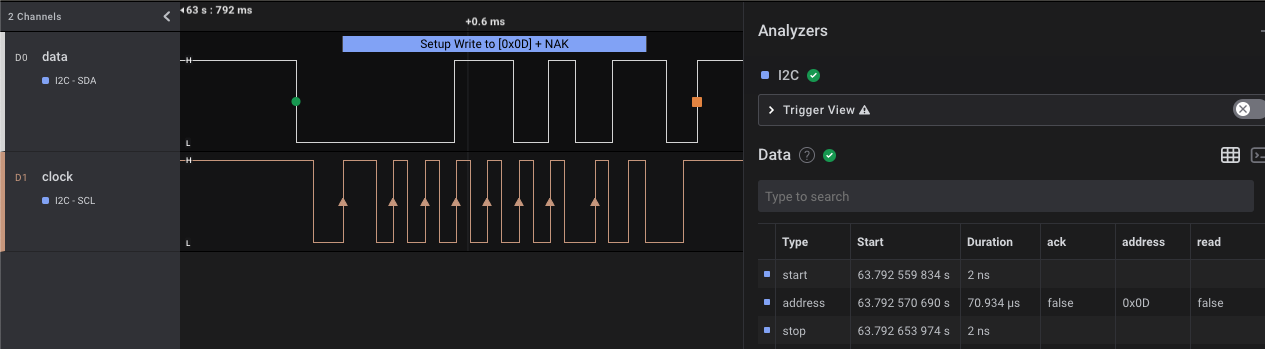 2 Channels
63 s : 792 ms
+0.6 ms
D0 data
I2C - SDA
H
L
Setup Write to [0x0D] + NAK
D1 clock
I2C - SCL
H
L
Analyzers
I2C
Trigger View
Data
Type to search
Type Start Duration ack address read
start 63.792 559 834 s 2 ns
address 63.792 570 690 s 70.934 µs false 0x0D false
stop 63.792 653 974 s 2 ns